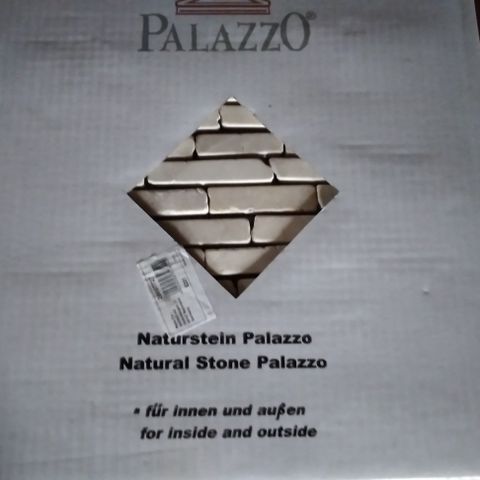 PALAZZO®
Naturstein Palazzo
Natural Stone Palazzo
* für innen und außen
for inside and outside